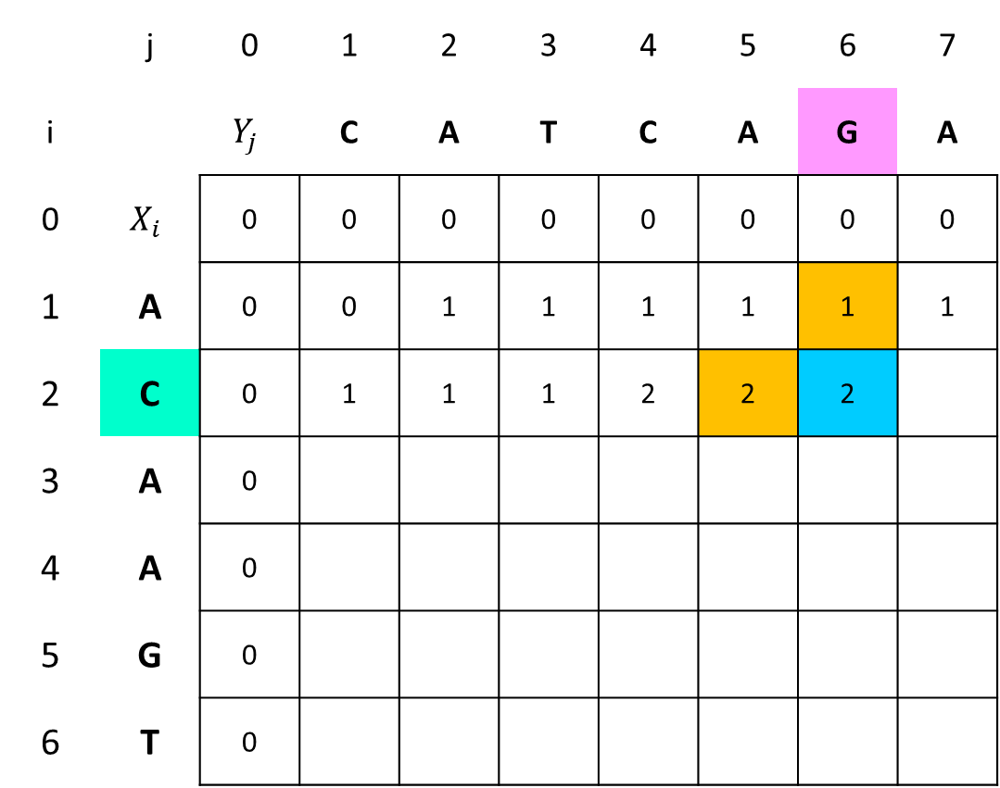 j 0 1 2 3 4 5 6 7
i Yj C A T C A G A
0 Xi 0 0 0 0 0 0 0 0
1 A 0 0 1 1 1 1 1 1
2 C 0 1 1 1 2 2 2
3 A 0
4 A 0
5 G 0
6 T 0